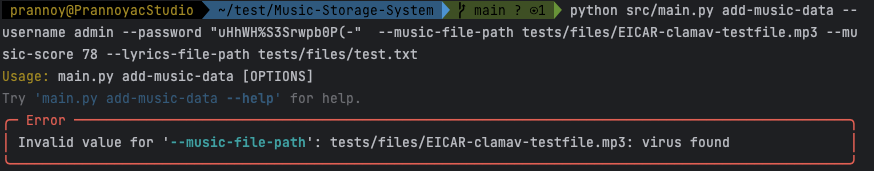 prannoy@PrannoyacStudio ~/test/Music-Storage-System main ? ⊙1 python src/main.py add-music-data --
username admin --password "uHhWH%S3Srwpb0P(-" --music-file-path tests/files/EICAR-clamav-testfile.mp3 --mu
sic-score 78 --lyrics-file-path tests/files/test.txt
Usage: main.py add-music-data [OPTIONS]
Try 'main.py add-music-data --help' for help.
Error
Invalid value for '--music-file-path': tests/files/EICAR-clamav-testfile.mp3: virus found